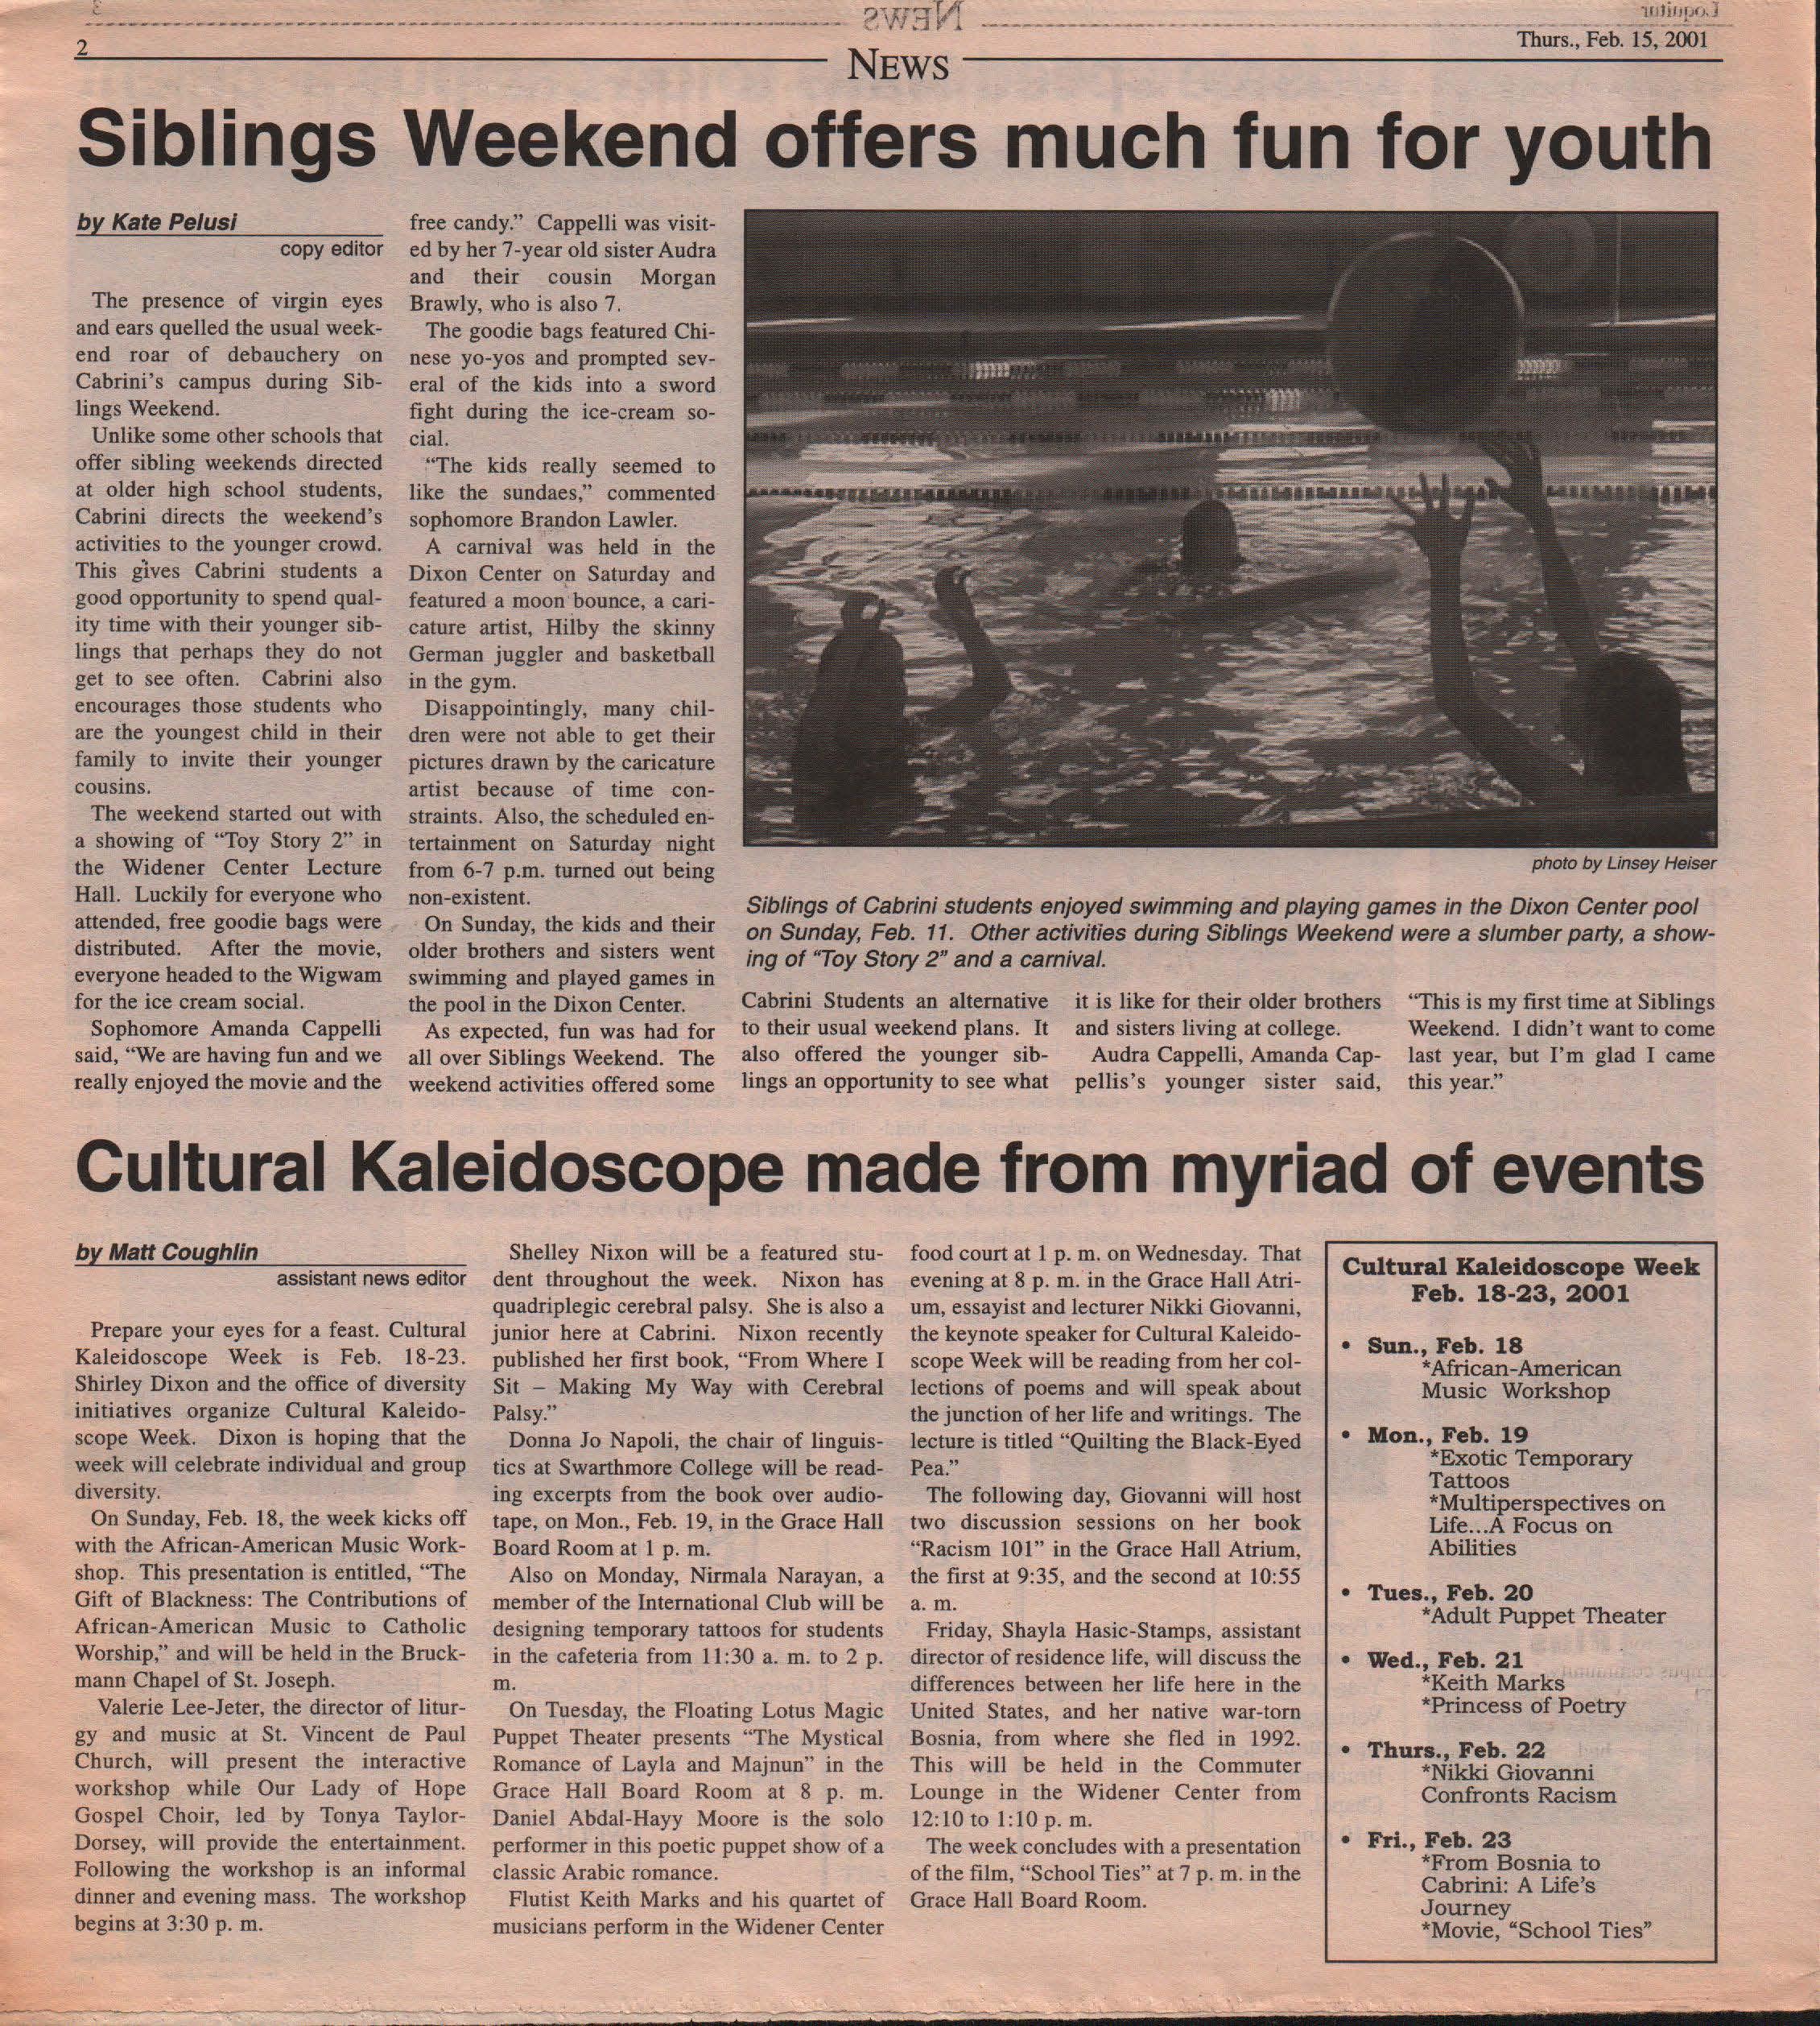 2
NEWS
Thurs., Feb. 15, 2001
Siblings Weekend offers much fun for youth
by Kate Pelusi
copy editor
The presence of virgin eyes
and ears quelled the usual week-
end roar of debauchery on
Cabrini's campus during Sib-
lings Weekend.
Unlike some other schools that
offer sibling weekends directed
at older high school students,
Cabrini directs the weekend's
activities to the younger crowd.
This gives Cabrini students a
good opportunity to spend qual-
ity time with their younger sib-
lings that perhaps they do not
get to see often. Cabrini also
encourages those students who
are the youngest child in their
family to invite their younger
cousins.
The weekend started out with
a showing of “Toy Story 2” in
the Widener Center Lecture
Hall. Luckily for everyone who
attended, free goodie bags were
distributed. After the movie,
everyone headed to the Wigwam
for the ice cream social.
Sophomore Amanda Cappelli
said, “We are having fun and we
really enjoyed the movie and the
free candy.” Cappelli was visit-
ed by her 7-year old sister Audra
and their cousin Morgan
Brawly, who is also 7.
The goodie bags featured Chi-
nese yo-yos and prompted sev-
eral of the kids into a sword
fight during the ice-cream so-
cial.
“The kids really seemed to
like the sundaes,” commented
sophomore Brandon Lawler.
A carnival was held in the
Dixon Center on Saturday and
featured a moon bounce, a cari-
cature artist, Hilby the skinny
German juggler and basketball
in the gym.
Disappointingly, many chil-
dren were not able to get their
pictures drawn by the caricature
artist because of time con-
straints. Also, the scheduled en-
tertainment on Saturday night
from 6-7 p.m. turned out being
non-existent.
On Sunday, the kids and their
older brothers and sisters went
swimming and played games in
the pool in the Dixon Center.
As expected, fun was had for
all over Siblings Weekend. The
weekend activities offered some
photo by Linsey Heiser
Siblings of Cabrini students enjoyed swimming and playing games in the Dixon Center pool
on Sunday, Feb. 11. Other activities during Siblings Weekend were a slumber party, a show-
ing of “Toy Story 2” and a carnival.
Cabrini Students an alternative
to their usual weekend plans. It
also offered the younger sib-
lings an opportunity to see what
it is like for their older brothers
and sisters living at college.
Audra Cappelli, Amanda Cap-
pellis's younger sister said,
“This is my first time at Siblings
Weekend. I didn't want to come
last year, but I'm glad I came
this year.”
Cultural Kaleidoscope made from myriad of events
by Matt Coughlin
assistant news editor
Prepare your eyes for a feast. Cultural
Kaleidoscope Week is Feb. 18-23.
Shirley Dixon and the office of diversity
initiatives organize Cultural Kaleido-
scope Week. Dixon is hoping that the
week will celebrate individual and group
diversity.
On Sunday, Feb. 18, the week kicks off
with the African-American Music Work-
shop. This presentation is entitled, “The
Gift of Blackness: The Contributions of
African-American Music to Catholic
Worship,” and will be held in the Bruck-
mann Chapel of St. Joseph.
Valerie Lee-Jeter, the director of litur-
gy and music at St. Vincent de Paul
Church, will present the interactive
workshop while Our Lady of Hope
Gospel Choir, led by Tonya Taylor-
Dorsey, will provide the entertainment.
Following the workshop is an informal
dinner and evening mass. The workshop
begins at 3:30 p. m.
Shelley Nixon will be a featured stu-
dent throughout the week. Nixon has
quadriplegic cerebral palsy. She is also a
junior here at Cabrini. Nixon recently
published her first book, “From Where I
Sit – Making My Way with Cerebral
Palsy.”
Donna Jo Napoli, the chair of linguis-
tics at Swarthmore College will be read-
ing excerpts from the book over audio-
tape, on Mon., Feb. 19, in the Grace Hall
Board Room at 1 p. m.
Also on Monday, Nirmala Narayan, a
member of the International Club will be
designing temporary tattoos for students
in the cafeteria from 11:30 a. m. to 2 p.
m.
On Tuesday, the Floating Lotus Magic
Puppet Theater presents “The Mystical
Romance of Layla and Majnun” in the
Grace Hall Board Room at 8 p. m.
Daniel Abdal-Hayy Moore is the solo
performer in this poetic puppet show of a
classic Arabic romance.
Flutist Keith Marks and his quartet of
musicians perform in the Widener Center
food court at 1 p. m. on Wednesday. That
evening at 8 p. m. in the Grace Hall Atri-
um, essayist and lecturer Nikki Giovanni,
the keynote speaker for Cultural Kaleido-
scope Week will be reading from her col-
lections of poems and will speak about
the junction of her life and writings. The
lecture is titled “Quilting the Black-Eyed
Pea.”
The following day, Giovanni will host
two discussion sessions on her book
“Racism 101” in the Grace Hall Atrium,
the first at 9:35, and the second at 10:55
a. m.
Friday, Shayla Hasic-Stamps, assistant
director of residence life, will discuss the
differences between her life here in the
United States, and her native war-torn
Bosnia, from where she fled in 1992.
This will be held in the Commuter
Lounge in the Widener Center from
12:10 to 1:10 p. m.
The week concludes with a presentation
of the film, “School Ties” at 7 p. m. in the
Grace Hall Board Room.
Cultural Kaleidoscope Week
Feb. 18-23, 2001
• Sun., Feb. 18
*African-American
Music Workshop
• Mon., Feb. 19
*Exotic Temporary
Tattoos
*Multiperspectives on
Life...A Focus on
Abilities
• Tues., Feb. 20
*Adult Puppet Theater
• Wed., Feb. 21
*Keith Marks
*Princess of Poetry
• Thurs., Feb. 22
*Nikki Giovanni
Confronts Racism
• Fri., Feb. 23
*From Bosnia to
Cabrini: A Life's
Journey
*Movie, “School Ties”